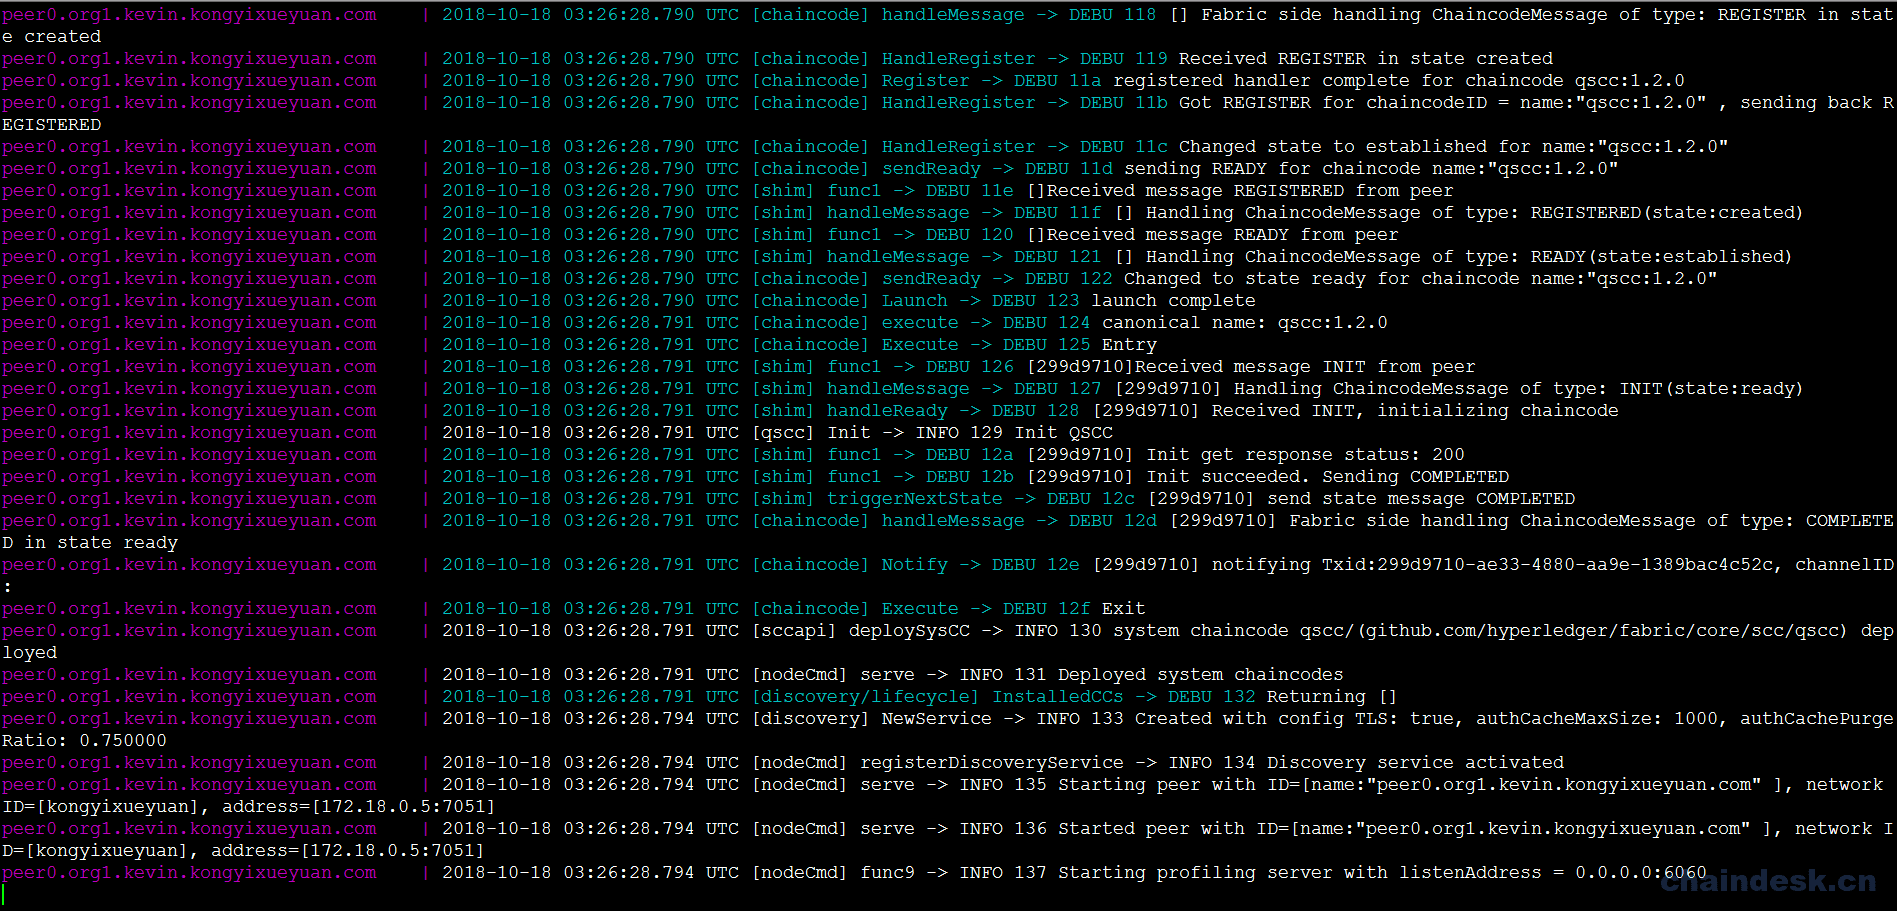 peer0.org1.kevin.kongyixueyuan.com    | 2018-10-18 03:26:28.790 UTC [chaincode] handleMessage -> DEBU 118 [] Fabric side handling ChaincodeMessage of type: REGISTER in stat
e created
peer0.org1.kevin.kongyixueyuan.com    | 2018-10-18 03:26:28.790 UTC [chaincode] HandleRegister -> DEBU 119 Received REGISTER in state created
peer0.org1.kevin.kongyixueyuan.com    | 2018-10-18 03:26:28.790 UTC [chaincode] Register -> DEBU 11a registered handler complete for chaincode qscc:1.2.0
peer0.org1.kevin.kongyixueyuan.com    | 2018-10-18 03:26:28.790 UTC [chaincode] HandleRegister -> DEBU 11b Got REGISTER for chaincodeID = name:"qscc:1.2.0" , sending back R
EGISTERED
peer0.org1.kevin.kongyixueyuan.com    | 2018-10-18 03:26:28.790 UTC [chaincode] HandleRegister -> DEBU 11c Changed state to established for name:"qscc:1.2.0"
peer0.org1.kevin.kongyixueyuan.com    | 2018-10-18 03:26:28.790 UTC [chaincode] sendReady -> DEBU 11d sending READY for chaincode name:"qscc:1.2.0"
peer0.org1.kevin.kongyixueyuan.com    | 2018-10-18 03:26:28.790 UTC [shim] func1 -> DEBU 11e []Received message REGISTERED from peer
peer0.org1.kevin.kongyixueyuan.com    | 2018-10-18 03:26:28.790 UTC [shim] handleMessage -> DEBU 11f [] Handling ChaincodeMessage of type: REGISTERED(state:created)
peer0.org1.kevin.kongyixueyuan.com    | 2018-10-18 03:26:28.790 UTC [shim] func1 -> DEBU 120 []Received message READY from peer
peer0.org1.kevin.kongyixueyuan.com    | 2018-10-18 03:26:28.790 UTC [shim] handleMessage -> DEBU 121 [] Handling ChaincodeMessage of type: READY(state:established)
peer0.org1.kevin.kongyixueyuan.com    | 2018-10-18 03:26:28.790 UTC [chaincode] sendReady -> DEBU 122 Changed to state ready for chaincode name:"qscc:1.2.0"
peer0.org1.kevin.kongyixueyuan.com    | 2018-10-18 03:26:28.790 UTC [chaincode] Launch -> DEBU 123 launch complete
peer0.org1.kevin.kongyixueyuan.com    | 2018-10-18 03:26:28.791 UTC [chaincode] execute -> DEBU 124 canonical name: qscc:1.2.0
peer0.org1.kevin.kongyixueyuan.com    | 2018-10-18 03:26:28.791 UTC [chaincode] Execute -> DEBU 125 Entry
peer0.org1.kevin.kongyixueyuan.com    | 2018-10-18 03:26:28.791 UTC [shim] func1 -> DEBU 126 [299d9710]Received message INIT from peer
peer0.org1.kevin.kongyixueyuan.com    | 2018-10-18 03:26:28.791 UTC [shim] handleMessage -> DEBU 127 [299d9710] Handling ChaincodeMessage of type: INIT(state:ready)
peer0.org1.kevin.kongyixueyuan.com    | 2018-10-18 03:26:28.791 UTC [shim] handleReady -> DEBU 128 [299d9710] Received INIT, initializing chaincode
peer0.org1.kevin.kongyixueyuan.com    | 2018-10-18 03:26:28.791 UTC [qscc] Init -> INFO 129 Init QSCC
peer0.org1.kevin.kongyixueyuan.com    | 2018-10-18 03:26:28.791 UTC [shim] func1 -> DEBU 12a [299d9710] Init get response status: 200
peer0.org1.kevin.kongyixueyuan.com    | 2018-10-18 03:26:28.791 UTC [shim] func1 -> DEBU 12b [299d9710] Init succeeded. Sending COMPLETED
peer0.org1.kevin.kongyixueyuan.com    | 2018-10-18 03:26:28.791 UTC [shim] triggerNextState -> DEBU 12c [299d9710] send state message COMPLETED
peer0.org1.kevin.kongyixueyuan.com    | 2018-10-18 03:26:28.791 UTC [chaincode] handleMessage -> DEBU 12d [299d9710] Fabric side handling ChaincodeMessage of type: COMPLETE
D in state ready
peer0.org1.kevin.kongyixueyuan.com    | 2018-10-18 03:26:28.791 UTC [chaincode] Notify -> DEBU 12e [299d9710] notifying Txid:299d9710-ae33-4880-aa9e-1389bac4c52c, channelID
:
peer0.org1.kevin.kongyixueyuan.com    | 2018-10-18 03:26:28.791 UTC [chaincode] Execute -> DEBU 12f Exit
peer0.org1.kevin.kongyixueyuan.com    | 2018-10-18 03:26:28.791 UTC [sccapi] deploySysCC -> INFO 130 system chaincode qscc/(github.com/hyperledger/fabric/core/scc/qscc) dep
loyed
peer0.org1.kevin.kongyixueyuan.com    | 2018-10-18 03:26:28.791 UTC [nodeCmd] serve -> INFO 131 Deployed system chaincodes
peer0.org1.kevin.kongyixueyuan.com    | 2018-10-18 03:26:28.791 UTC [discovery/lifecycle] InstalledCCs -> DEBU 132 Returning []
peer0.org1.kevin.kongyixueyuan.com    | 2018-10-18 03:26:28.794 UTC [discovery] NewService -> INFO 133 Created with config TLS: true, authCacheMaxSize: 1000, authCachePurge
Ratio: 0.750000
peer0.org1.kevin.kongyixueyuan.com    | 2018-10-18 03:26:28.794 UTC [nodeCmd] registerDiscoveryService -> INFO 134 Discovery service activated
peer0.org1.kevin.kongyixueyuan.com    | 2018-10-18 03:26:28.794 UTC [nodeCmd] serve -> INFO 135 Starting peer with ID=[name:"peer0.org1.kevin.kongyixueyuan.com" ], network 
ID=[kongyixueyuan], address=[172.18.0.5:7051]
peer0.org1.kevin.kongyixueyuan.com    | 2018-10-18 03:26:28.794 UTC [nodeCmd] serve -> INFO 136 Started peer with ID=[name:"peer0.org1.kevin.kongyixueyuan.com" ], network I
D=[kongyixueyuan], address=[172.18.0.5:7051]
peer0.org1.kevin.kongyixueyuan.com    | 2018-10-18 03:26:28.794 UTC [nodeCmd] func9 -> INFO 137 Starting profiling server with listenAddress = 0.0.0.0:6060
chaindesk.cn